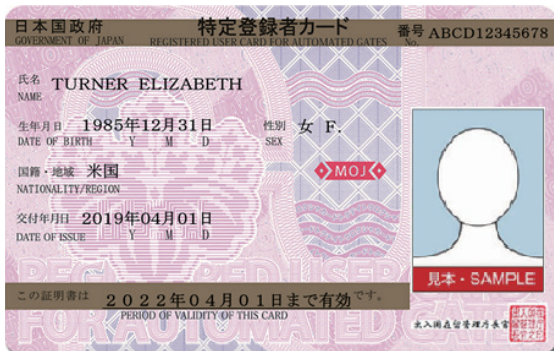 日本国政府 特定登録者カード 番号 ABCD12345678
GOVERNMENT OF JAPAN REGISTERED USER CARD FOR AUTOMATED GATES No.
氏名 TURNER ELIZABETH
NAME
生年月日 1985年12月31日 性別 女 F.
DATE OF BIRTH Y M D SEX
国籍・地域 米国
NATIONALITY/REGION
MOJ
交付年月日 2019年04月01日
DATE OF ISSUE Y M D
見本・SAMPLE
REGISTERED USER
この証明書は 2022年04月01日まで有効です。
PERIOD OF VALIDITY OF THIS CARD
出入国在留管理庁長官
FOR AUTOMATED GATES